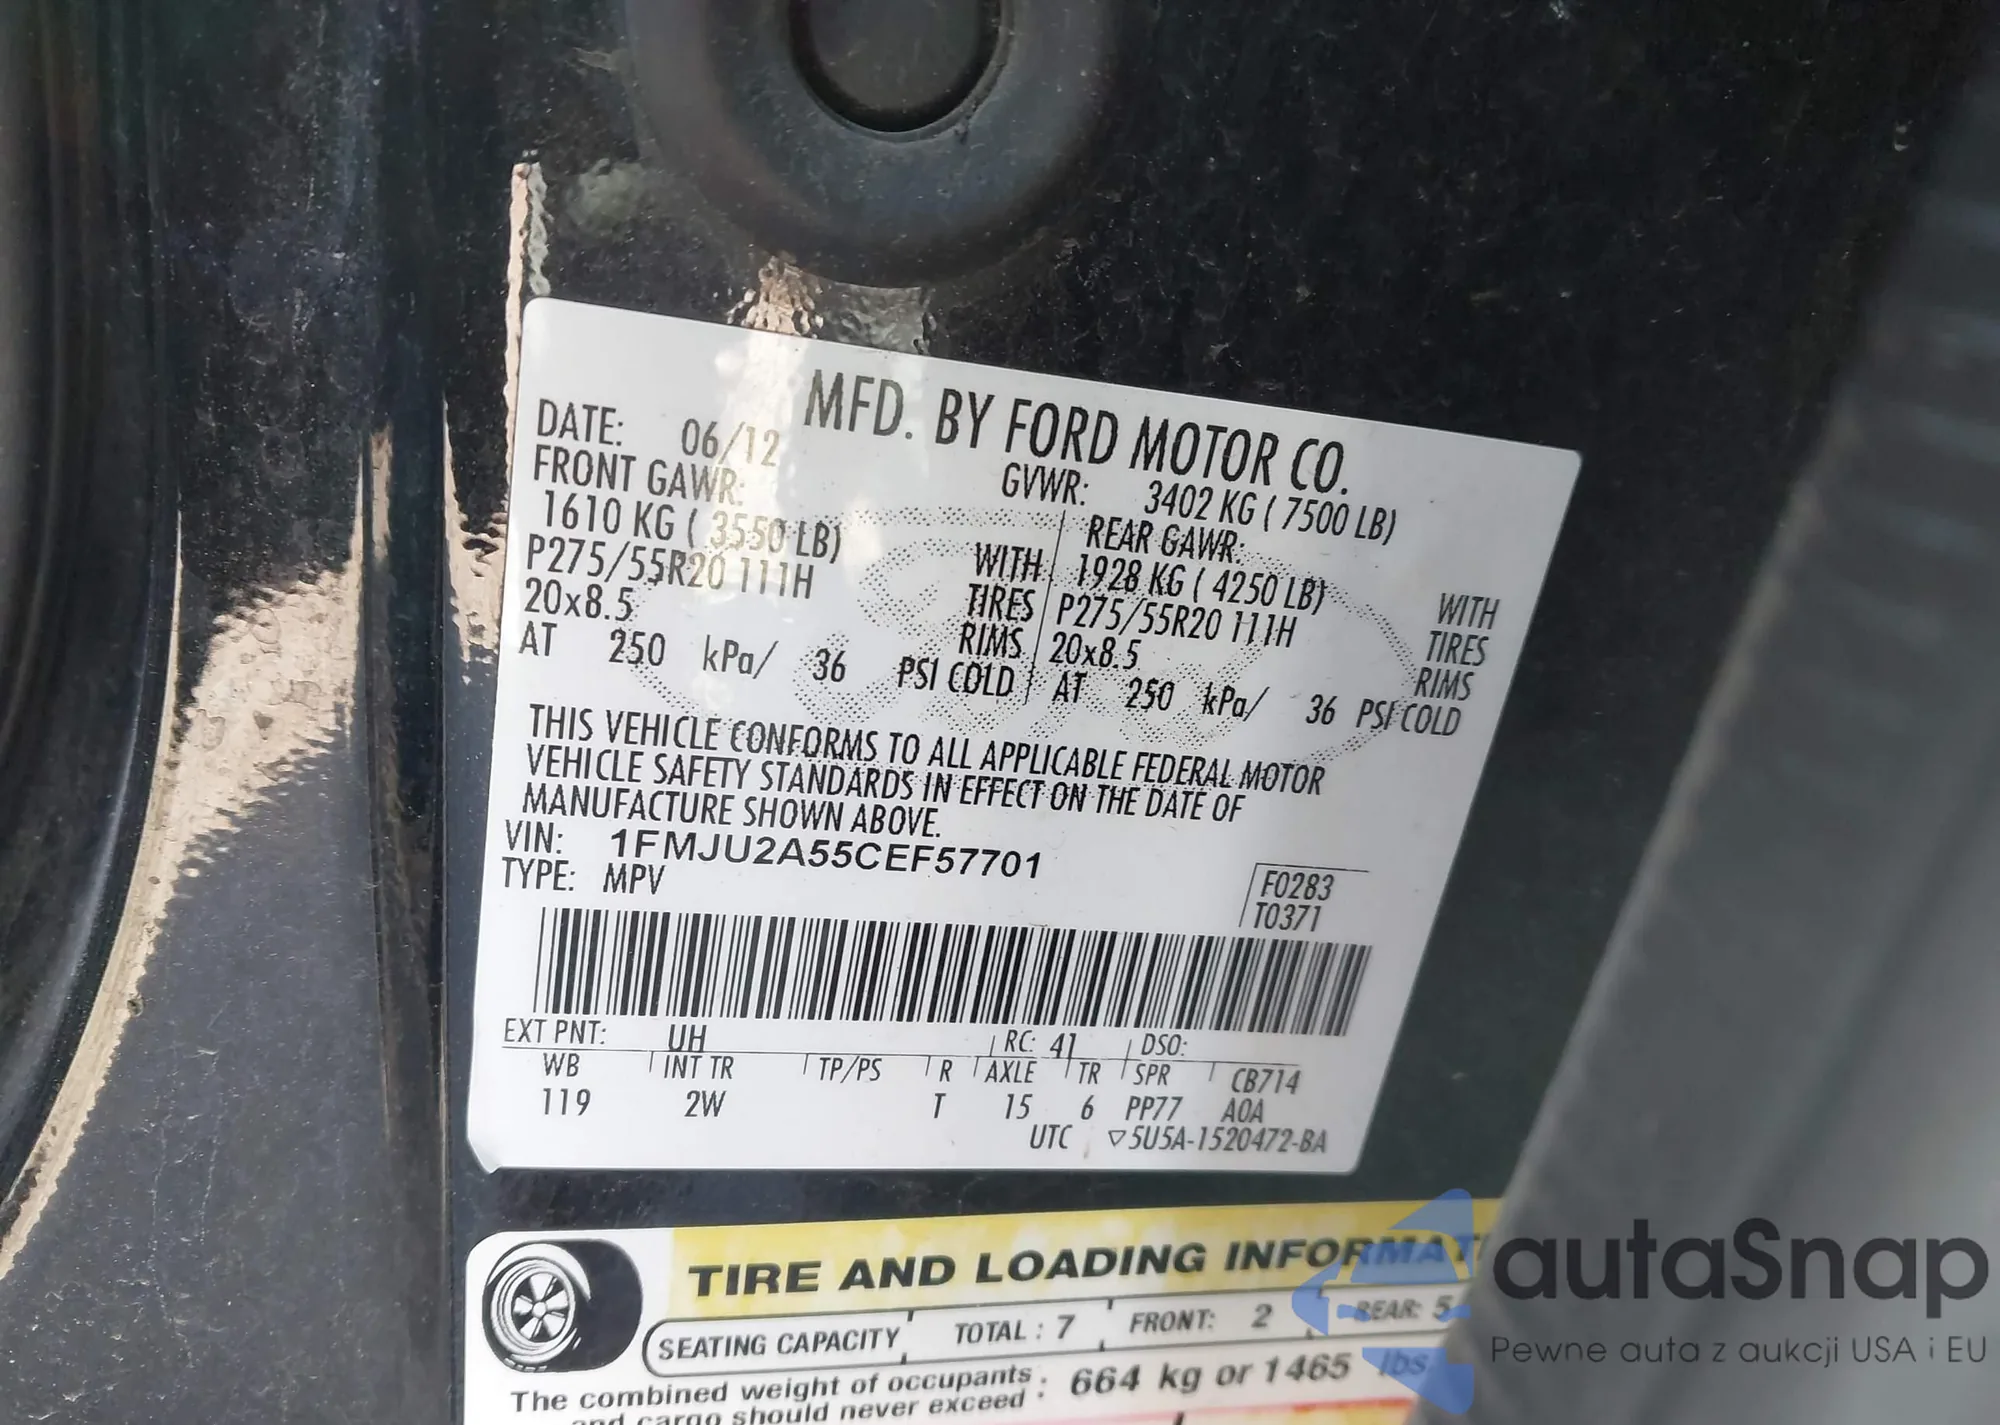 MFD. BY FORD MOTOR CO.
DATE: 06/12
GVWR: 3402 KG ( 7500 LB)
FRONT GAWR:
REAR GAWR:
1610 KG ( 3550 LB)
WITH
1928 KG ( 4250 LB)
WITH
P275/55R20 111H
TIRES
P275/55R20 111H
TIRES
20x8.5
RIMS
20x8.5
RIMS
AT 250 kPa/ 36 PSI COLD
AT 250 kPa/ 36 PSI COLD
THIS VEHICLE CONFORMS TO ALL APPLICABLE FEDERAL MOTOR
VEHICLE SAFETY STANDARDS IN EFFECT ON THE DATE OF
MANUFACTURE SHOWN ABOVE.
VIN: 1FMJU2A55CEF57701
TYPE: MPV
F0283
T0371
EXT PNT: UH RC: 41 DSO:
WB INT TR TP/PS R AXLE TR SPR CB714
119 2W T 15 6 PP77 AOA
UTC ▽5U5A-1520472-BA
TIRE AND LOADING
SEATING CAPACITY TOTAL : 7 FRONT: 2 REAR: 5
The combined weight of occupants : 664 kg or 1465 lbs
and cargo should never exceed :
autaSnap
Pewne auta z aukcji USA i EU